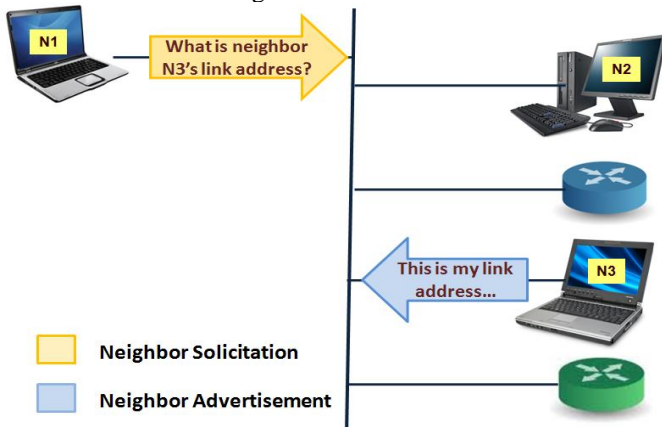 N1
What is neighbor
N3's link address?
N2
This is my link
address...
N3
Neighbor Solicitation
Neighbor Advertisement